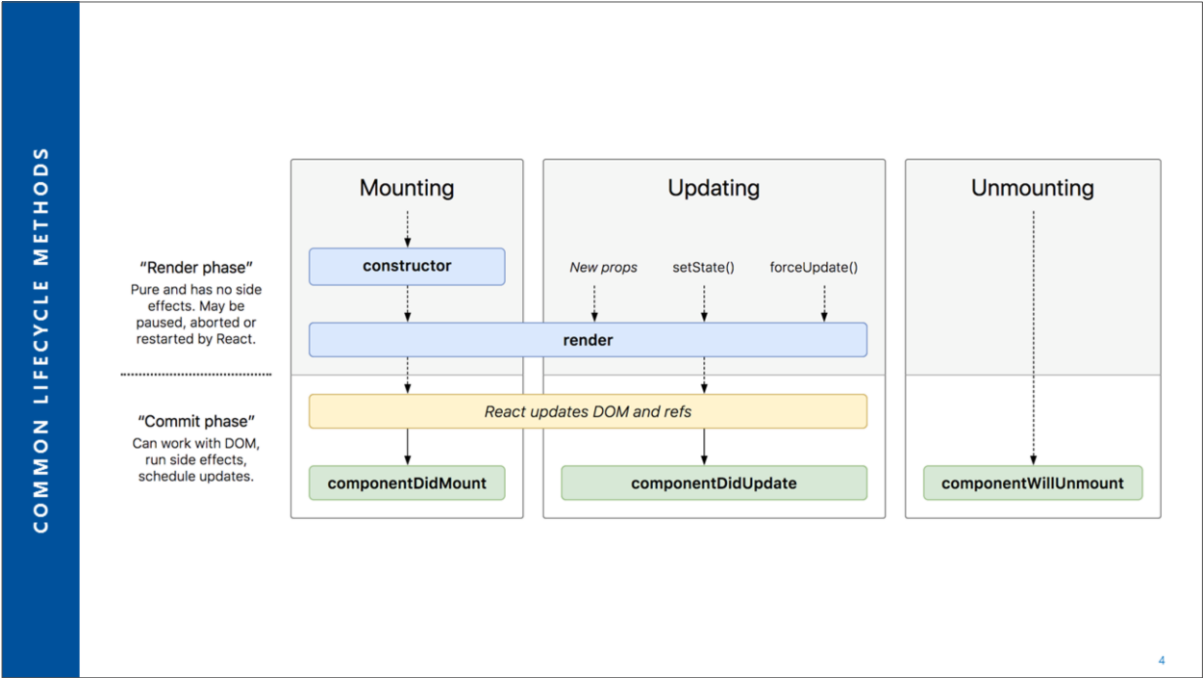 COMMON LIFECYCLE METHODS
“Render phase”
Pure and has no side
effects. May be
paused, aborted or
restarted by React.
“Commit phase”
Can work with DOM,
run side effects,
schedule updates.
Mounting
constructor
Updating
New props
setState()
forceUpdate()
render
React updates DOM and refs
componentDidMount
componentDidUpdate
Unmounting
componentWillUnmount
4